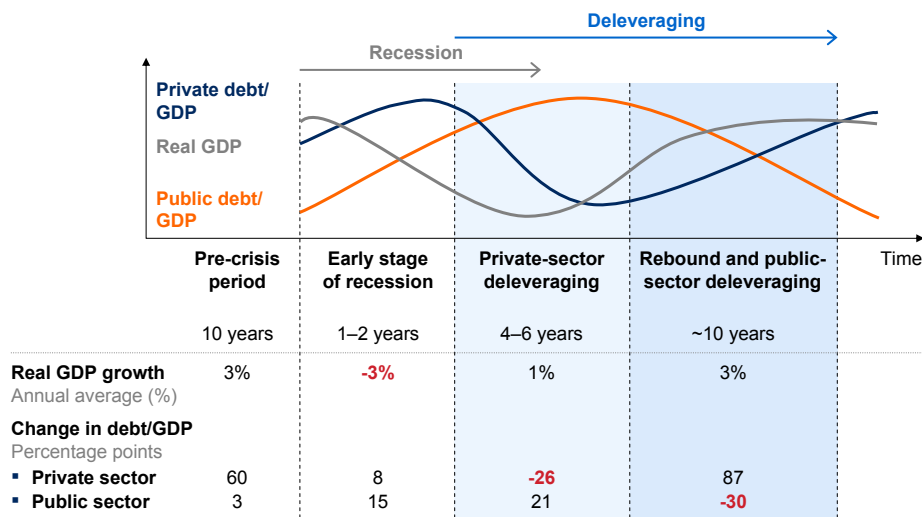 Deleveraging
Recession
Private debt/
GDP
Real GDP
Public debt/
GDP
Time
Pre-crisis
period
Early stage
of recession
Private-sector
deleveraging
Rebound and public-
sector deleveraging
10 years
1–2 years
4–6 years
~10 years
Real GDP growth 3% -3% 1% 3%
Annual average (%)
Change in debt/GDP
Percentage points
▪ Private sector 60 8 -26 87
▪ Public sector 3 15 21 -30